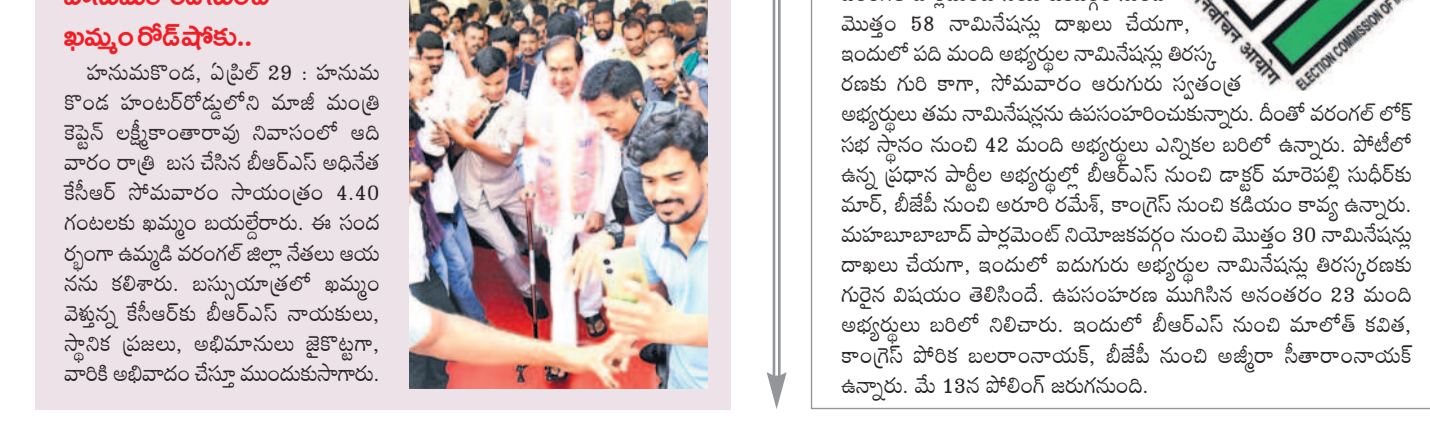 ఖమ్మం రోడ్‌షోకు..
హనుమకొండ, ఏప్రిల్ 29 : హనుమ
కొండ హంటర్‌రోడ్డులోని మాజీ మంత్రి
కెప్టెన్ లక్ష్మీకాంతారావు నివాసంలో ఆది
వారం రాత్రి బస చేసిన బీఆర్ఎస్ అధినేత
కేసీఆర్ సోమవారం సాయంత్రం 4.40
గంటలకు ఖమ్మం బయల్దేరారు. ఈ సంద
ర్భంగా ఉమ్మడి వరంగల్ జిల్లా నేతలు ఆయ
నను కలిశారు. బస్సుయాత్రలో ఖమ్మం
వెళ్తున్న కేసీఆర్‌కు బీఆర్ఎస్ నాయకులు,
స్థానిక ప్రజలు, అభిమానులు జైకొట్టగా,
వారికి అభివాదం చేస్తూ ముందుకుసాగారు.
మొత్తం 58 నామినేషన్లు దాఖలు చేయగా,
ఇందులో పది మంది అభ్యర్థుల నామినేషన్లు తిరస్క
రణకు గురి కాగా, సోమవారం ఆరుగురు స్వతంత్ర
అభ్యర్థులు తమ నామినేషన్లను ఉపసంహరించుకున్నారు. దీంతో వరంగల్ లోక్
సభ స్థానం నుంచి 42 మంది అభ్యర్థులు ఎన్నికల బరిలో ఉన్నారు. పోటీలో
ఉన్న ప్రధాన పార్టీల అభ్యర్థుల్లో బీఆర్ఎస్ నుంచి డాక్టర్ మారెపల్లి సుధీర్‌కు
మార్, బీజేపీ నుంచి అరూరి రమేశ్, కాంగ్రెస్ నుంచి కడియం కావ్య ఉన్నారు.
మహబూబాబాద్ పార్లమెంట్ నియోజకవర్గం నుంచి మొత్తం 30 నామినేషన్లు
దాఖలు చేయగా, ఇందులో ఐదుగురు అభ్యర్థుల నామినేషన్లు తిరస్కరణకు
గురైన విషయం తెలిసిందే. ఉపసంహరణ ముగిసిన అనంతరం 23 మంది
అభ్యర్థులు బరిలో నిలిచారు. ఇందులో బీఆర్ఎస్ నుంచి మాలోత్ కవిత,
కాంగ్రెస్ పోరిక బలరాంనాయక్, బీజేపీ నుంచి అజ్మీరా సీతారాంనాయక్
ఉన్నారు. మే 13న పోలింగ్ జరుగనుంది.
निर्वाचन आयोग
ELECTION COMMISSION OF